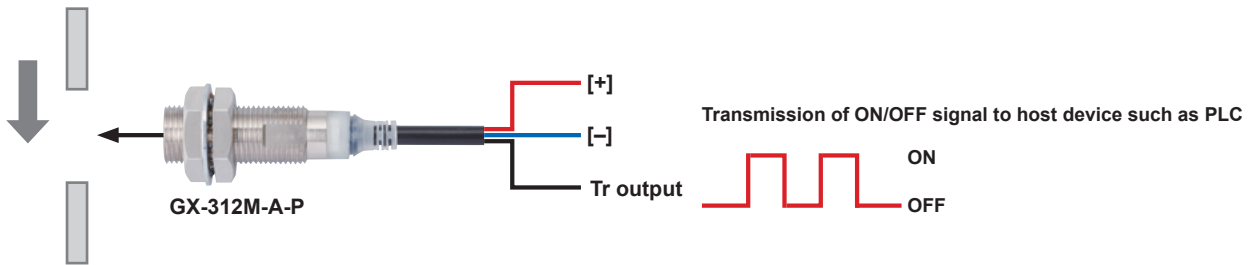 [+]
Transmission of ON/OFF signal to host device such as PLC
[–]
ON
Tr output
OFF
GX-312M-A-P